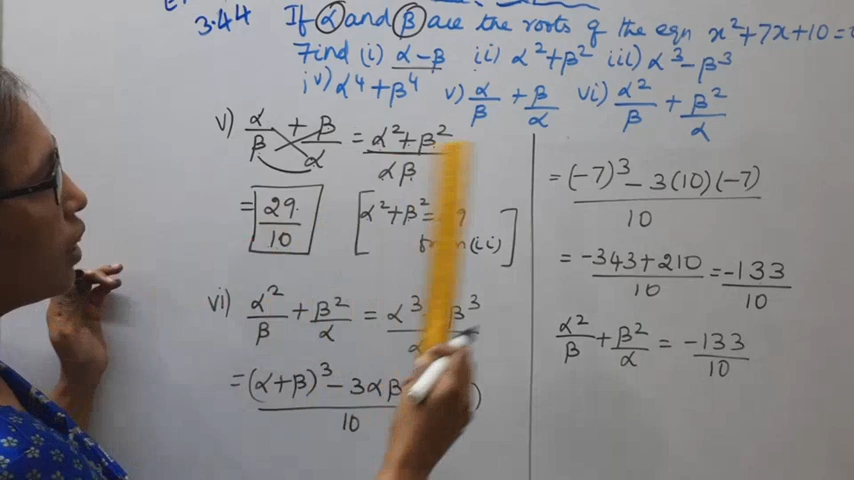 3.44 If α and β are the roots of the eqn x²+7x+10=
Find (i) α-β ii) α²+β² iii) α³-β³
iv) α⁴+β⁴ v) α/β + β/α vi) α²/β + β²/α
v) α/β + β/α = α²+β²/αβ
= 29/10 [α²+β²= (ii)]
vi) α²/β + β²/α = α³ β³
= (α+β)³ - 3αβ )/10
= (-7)³ - 3(10)(-7)/10
= -343+210/10 = -133/10
α²/β + β²/α = -133/10